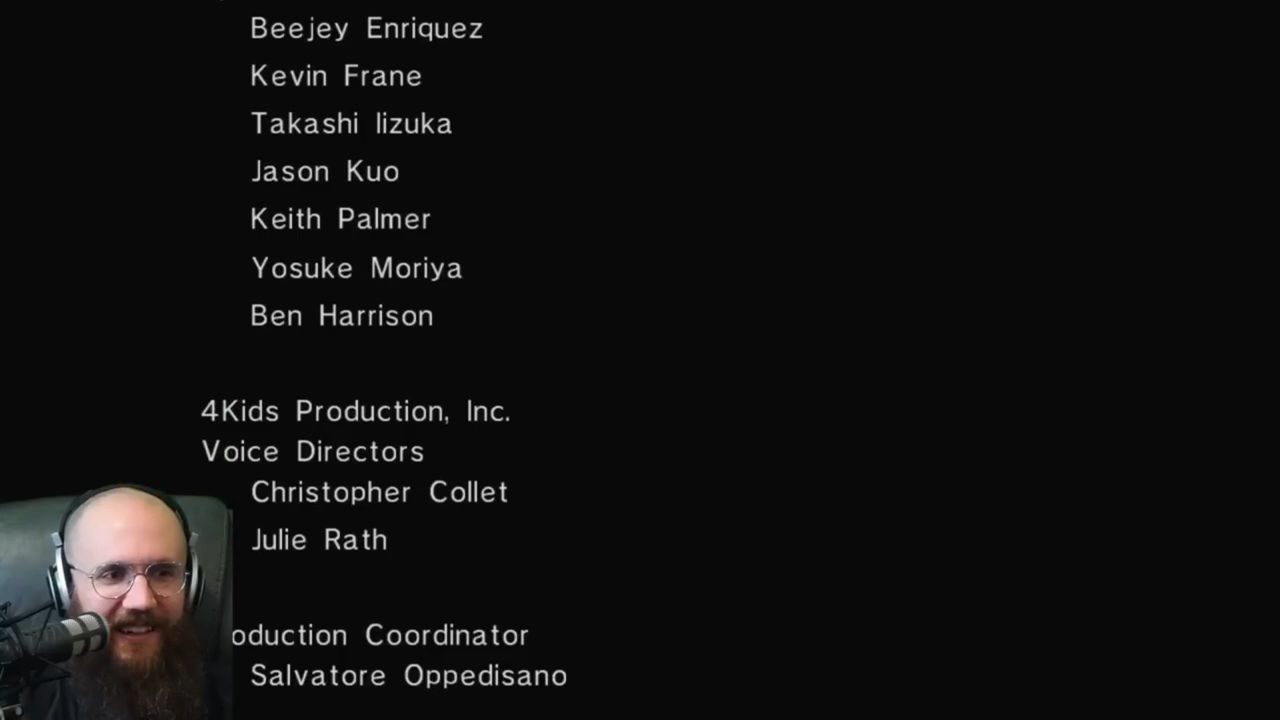 Beejey Enriquez
Kevin Frane
Takashi Iizuka
Jason Kuo
Keith Palmer
Yosuke Moriya
Ben Harrison
4Kids Production, Inc.
Voice Directors
Christopher Collet
Julie Rath
oduction Coordinator
Salvatore Oppedisano